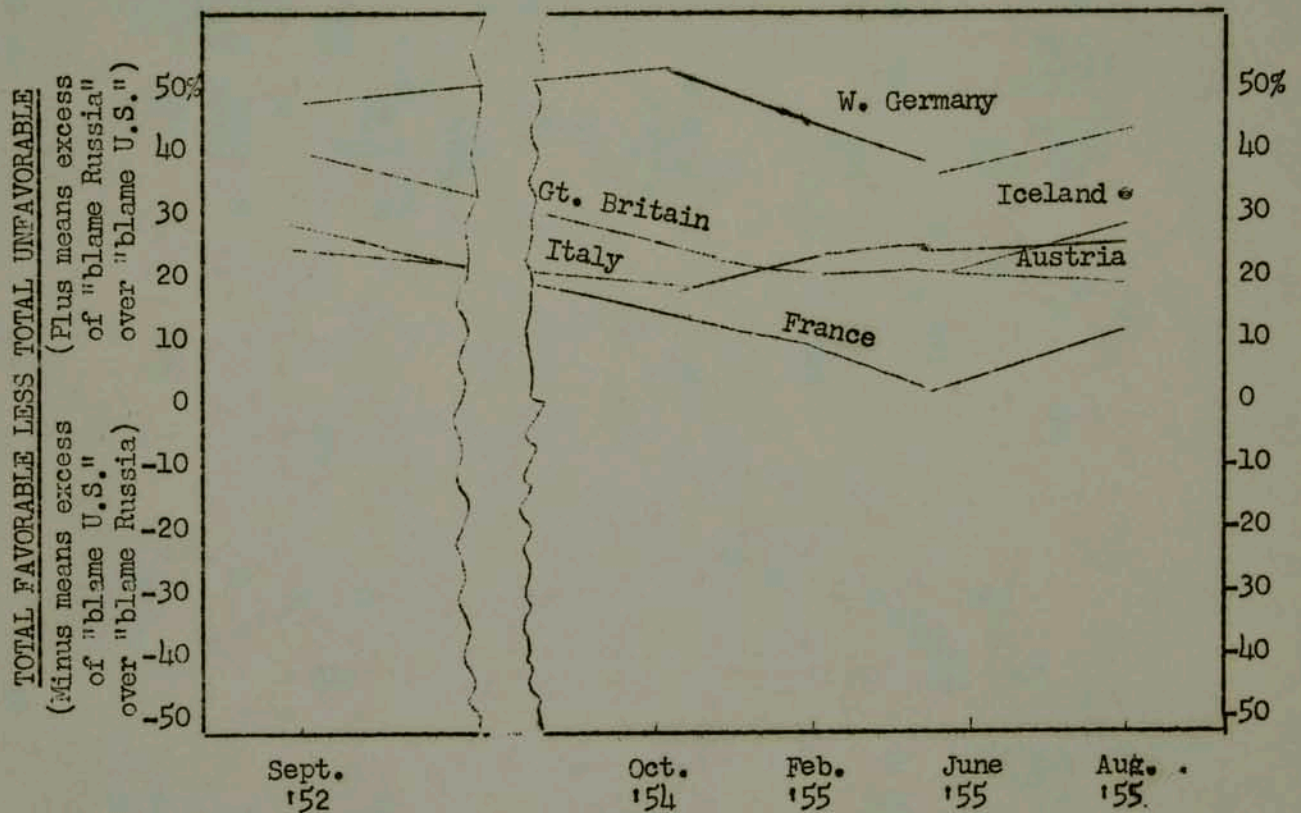 TOTAL FAVORABLE LESS TOTAL UNFAVORABLE
(Plus means excess
of "blame Russia"
over "blame U.S.")
(Minus means excess
of "blame U.S."
over "blame Russia)
50%
40
30
20
10
0
-10
-20
-30
-40
-50
W. Germany
Iceland
Gt. Britain
Italy
Austria
France
50%
40
30
20
10
0
-10
-20
-30
-40
-50
Sept. Oct. Feb. June Aug.
'52 '54 '55 '55 '55